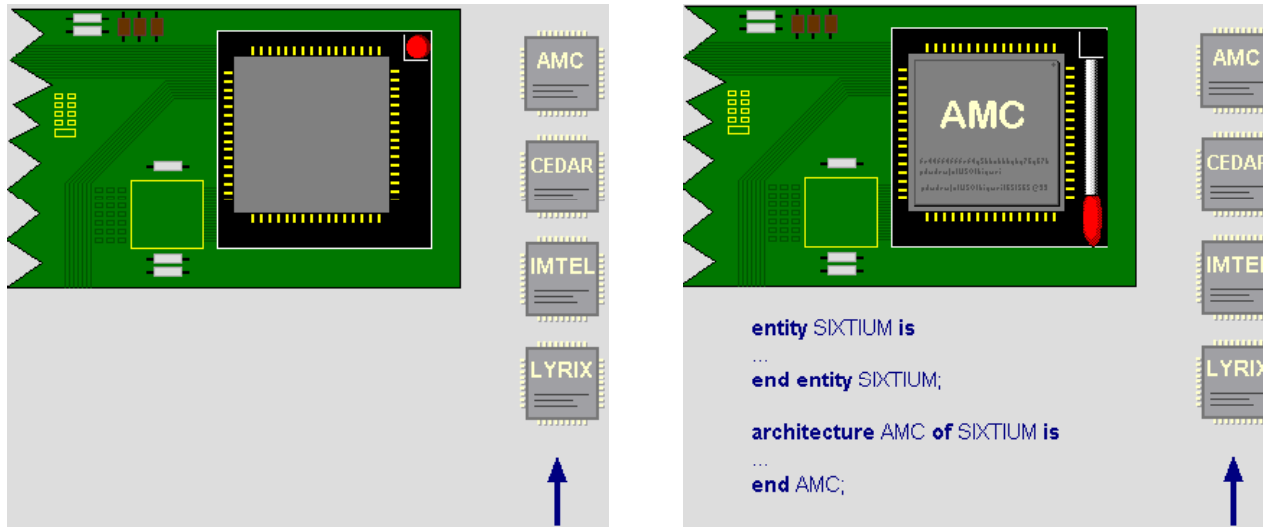 AMC
CEDAR
IMTEL
LYRIX
AMC
AMC
CEDAR
IMTEL
LYRIX
entity SIXTIUM is
...
end entity SIXTIUM;
architecture AMC of SIXTIUM is
...
end AMC;